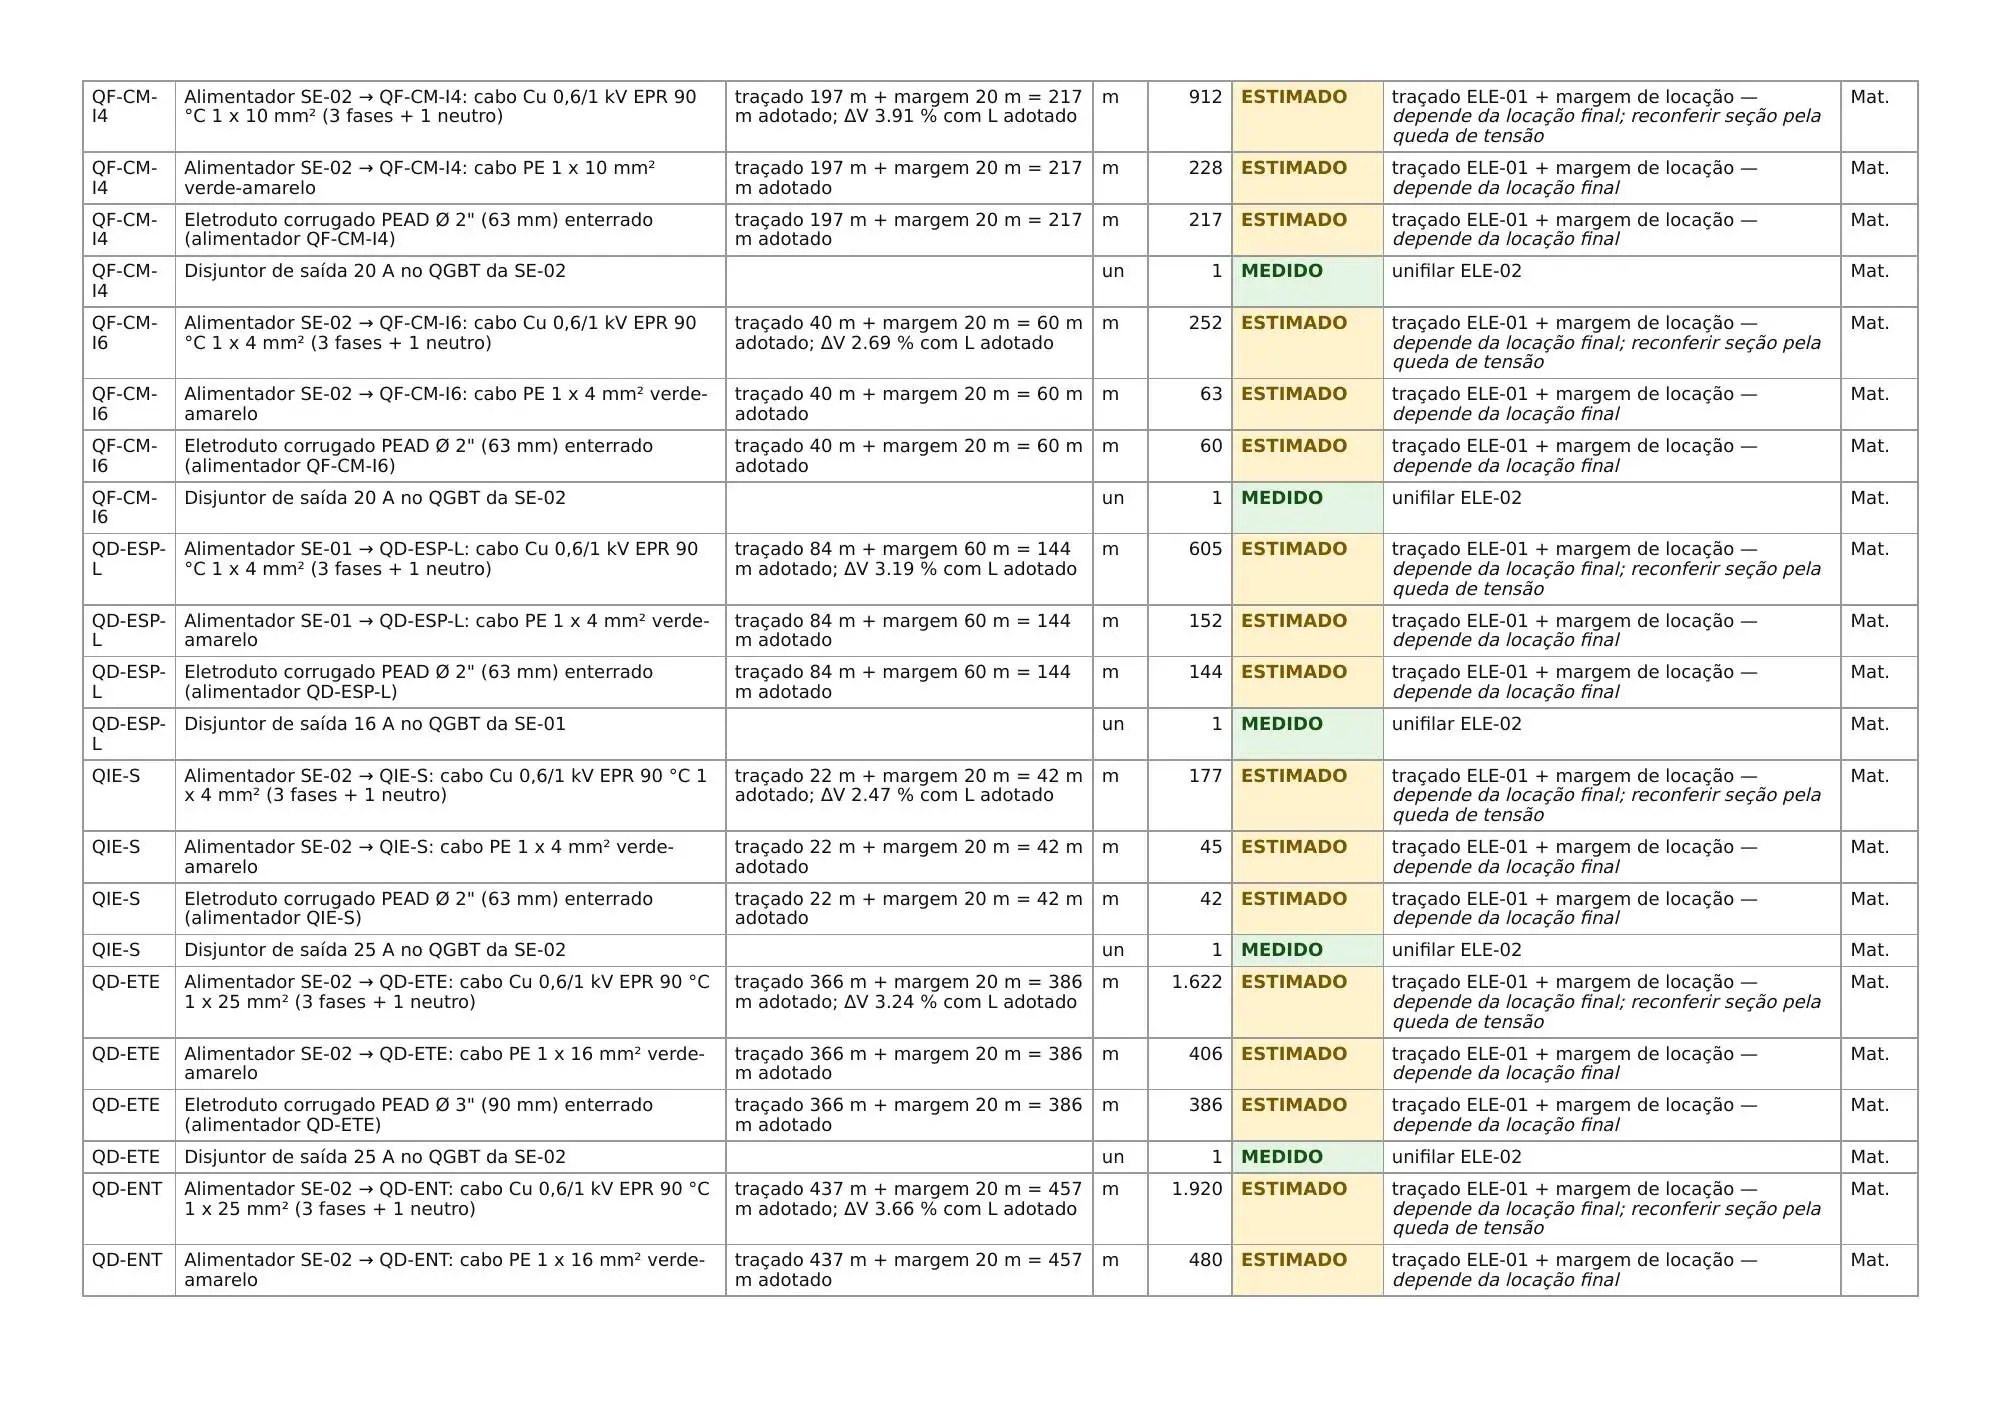 QF-CM-
I4
Alimentador SE-02 → QF-CM-I4: cabo Cu 0,6/1 kV EPR 90
°C 1 x 10 mm² (3 fases + 1 neutro)
traçado 197 m + margem 20 m = 217
m adotado; ΔV 3.91 % com L adotado
m
912
ESTIMADO
traçado ELE-01 + margem de locação —
depende da locação final; reconferir seção pela
queda de tensão
Mat.
QF-CM-
I4
Alimentador SE-02 → QF-CM-I4: cabo PE 1 x 10 mm²
verde-amarelo
traçado 197 m + margem 20 m = 217
m adotado
m
228
ESTIMADO
traçado ELE-01 + margem de locação —
depende da locação final
Mat.
QF-CM-
I4
Eletroduto corrugado PEAD Ø 2" (63 mm) enterrado
(alimentador QF-CM-I4)
traçado 197 m + margem 20 m = 217
m adotado
m
217
ESTIMADO
traçado ELE-01 + margem de locação —
depende da locação final
Mat.
QF-CM-
I4
Disjuntor de saída 20 A no QGBT da SE-02
un
1
MEDIDO
unifilar ELE-02
Mat.
QF-CM-
I6
Alimentador SE-02 → QF-CM-I6: cabo Cu 0,6/1 kV EPR 90
°C 1 x 4 mm² (3 fases + 1 neutro)
traçado 40 m + margem 20 m = 60 m
adotado; ΔV 2.69 % com L adotado
m
252
ESTIMADO
traçado ELE-01 + margem de locação —
depende da locação final; reconferir seção pela
queda de tensão
Mat.
QF-CM-
I6
Alimentador SE-02 → QF-CM-I6: cabo PE 1 x 4 mm² verde-
amarelo
traçado 40 m + margem 20 m = 60 m
adotado
m
63
ESTIMADO
traçado ELE-01 + margem de locação —
depende da locação final
Mat.
QF-CM-
I6
Eletroduto corrugado PEAD Ø 2" (63 mm) enterrado
(alimentador QF-CM-I6)
traçado 40 m + margem 20 m = 60 m
adotado
m
60
ESTIMADO
traçado ELE-01 + margem de locação —
depende da locação final
Mat.
QF-CM-
I6
Disjuntor de saída 20 A no QGBT da SE-02
un
1
MEDIDO
unifilar ELE-02
Mat.
QD-ESP-
L
Alimentador SE-01 → QD-ESP-L: cabo Cu 0,6/1 kV EPR 90
°C 1 x 4 mm² (3 fases + 1 neutro)
traçado 84 m + margem 60 m = 144
m adotado; ΔV 3.19 % com L adotado
m
605
ESTIMADO
traçado ELE-01 + margem de locação —
depende da locação final; reconferir seção pela
queda de tensão
Mat.
QD-ESP-
L
Alimentador SE-01 → QD-ESP-L: cabo PE 1 x 4 mm² verde-
amarelo
traçado 84 m + margem 60 m = 144
m adotado
m
152
ESTIMADO
traçado ELE-01 + margem de locação —
depende da locação final
Mat.
QD-ESP-
L
Eletroduto corrugado PEAD Ø 2" (63 mm) enterrado
(alimentador QD-ESP-L)
traçado 84 m + margem 60 m = 144
m adotado
m
144
ESTIMADO
traçado ELE-01 + margem de locação —
depende da locação final
Mat.
QD-ESP-
L
Disjuntor de saída 16 A no QGBT da SE-01
un
1
MEDIDO
unifilar ELE-02
Mat.
QIE-S
Alimentador SE-02 → QIE-S: cabo Cu 0,6/1 kV EPR 90 °C 1
x 4 mm² (3 fases + 1 neutro)
traçado 22 m + margem 20 m = 42 m
adotado; ΔV 2.47 % com L adotado
m
177
ESTIMADO
traçado ELE-01 + margem de locação —
depende da locação final; reconferir seção pela
queda de tensão
Mat.
QIE-S
Alimentador SE-02 → QIE-S: cabo PE 1 x 4 mm² verde-
amarelo
traçado 22 m + margem 20 m = 42 m
adotado
m
45
ESTIMADO
traçado ELE-01 + margem de locação —
depende da locação final
Mat.
QIE-S
Eletroduto corrugado PEAD Ø 2" (63 mm) enterrado
(alimentador QIE-S)
traçado 22 m + margem 20 m = 42 m
adotado
m
42
ESTIMADO
traçado ELE-01 + margem de locação —
depende da locação final
Mat.
QIE-S
Disjuntor de saída 25 A no QGBT da SE-02
un
1
MEDIDO
unifilar ELE-02
Mat.
QD-ETE
Alimentador SE-02 → QD-ETE: cabo Cu 0,6/1 kV EPR 90 °C
1 x 25 mm² (3 fases + 1 neutro)
traçado 366 m + margem 20 m = 386
m adotado; ΔV 3.24 % com L adotado
m
1.622
ESTIMADO
traçado ELE-01 + margem de locação —
depende da locação final; reconferir seção pela
queda de tensão
Mat.
QD-ETE
Alimentador SE-02 → QD-ETE: cabo PE 1 x 16 mm² verde-
amarelo
traçado 366 m + margem 20 m = 386
m adotado
m
406
ESTIMADO
traçado ELE-01 + margem de locação —
depende da locação final
Mat.
QD-ETE
Eletroduto corrugado PEAD Ø 3" (90 mm) enterrado
(alimentador QD-ETE)
traçado 366 m + margem 20 m = 386
m adotado
m
386
ESTIMADO
traçado ELE-01 + margem de locação —
depende da locação final
Mat.
QD-ETE
Disjuntor de saída 25 A no QGBT da SE-02
un
1
MEDIDO
unifilar ELE-02
Mat.
QD-ENT
Alimentador SE-02 → QD-ENT: cabo Cu 0,6/1 kV EPR 90 °C
1 x 25 mm² (3 fases + 1 neutro)
traçado 437 m + margem 20 m = 457
m adotado; ΔV 3.66 % com L adotado
m
1.920
ESTIMADO
traçado ELE-01 + margem de locação —
depende da locação final; reconferir seção pela
queda de tensão
Mat.
QD-ENT
Alimentador SE-02 → QD-ENT: cabo PE 1 x 16 mm² verde-
amarelo
traçado 437 m + margem 20 m = 457
m adotado
m
480
ESTIMADO
traçado ELE-01 + margem de locação —
depende da locação final
Mat.